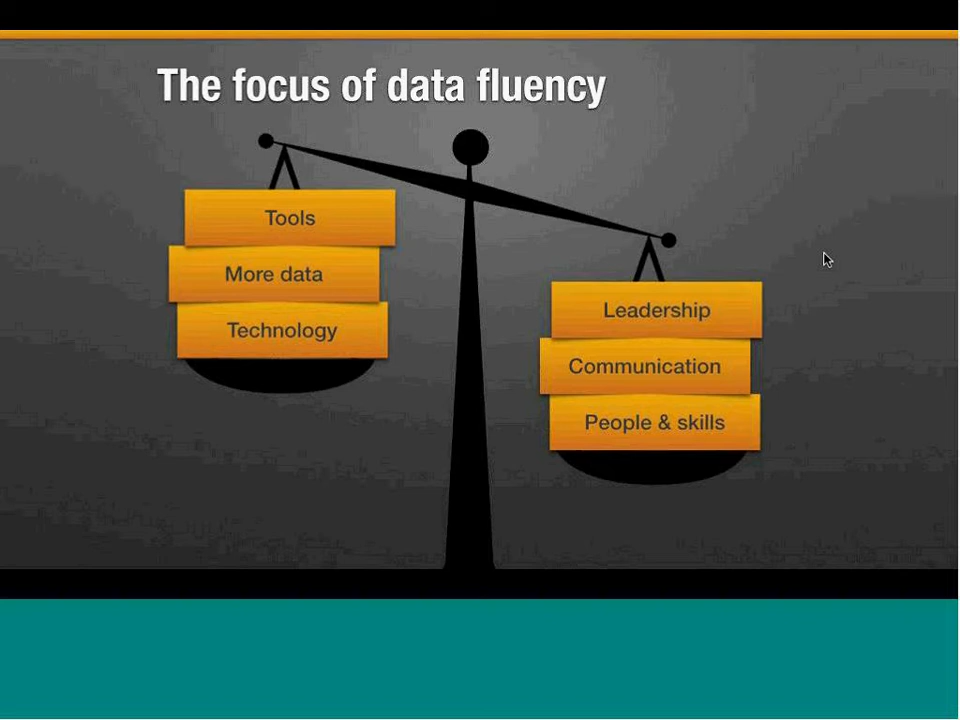 The focus of data fluency
Tools
More data
Technology
Leadership
Communication
People & skills